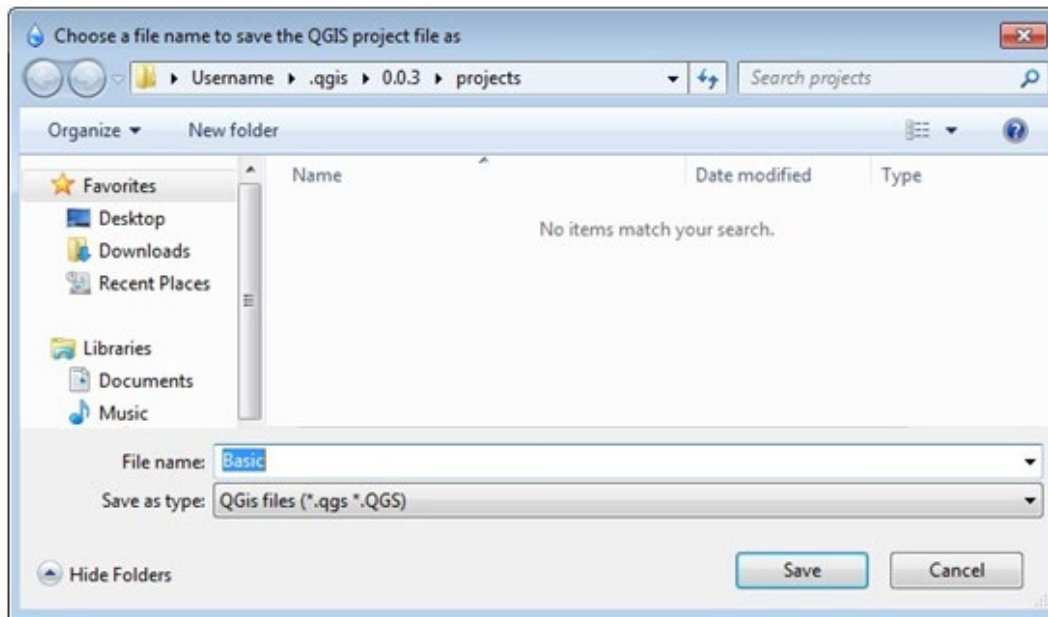 Choose a file name to save the QGIS project file as
Username .qgis 0.0.3 projects
Search projects
Organize New folder
Favorites
Desktop
Downloads
Recent Places
Libraries
Documents
Music
Name Date modified Type
No items match your search.
File name: Basic
Save as type: QGis files (*.qgs *.QGS)
Hide Folders Save Cancel